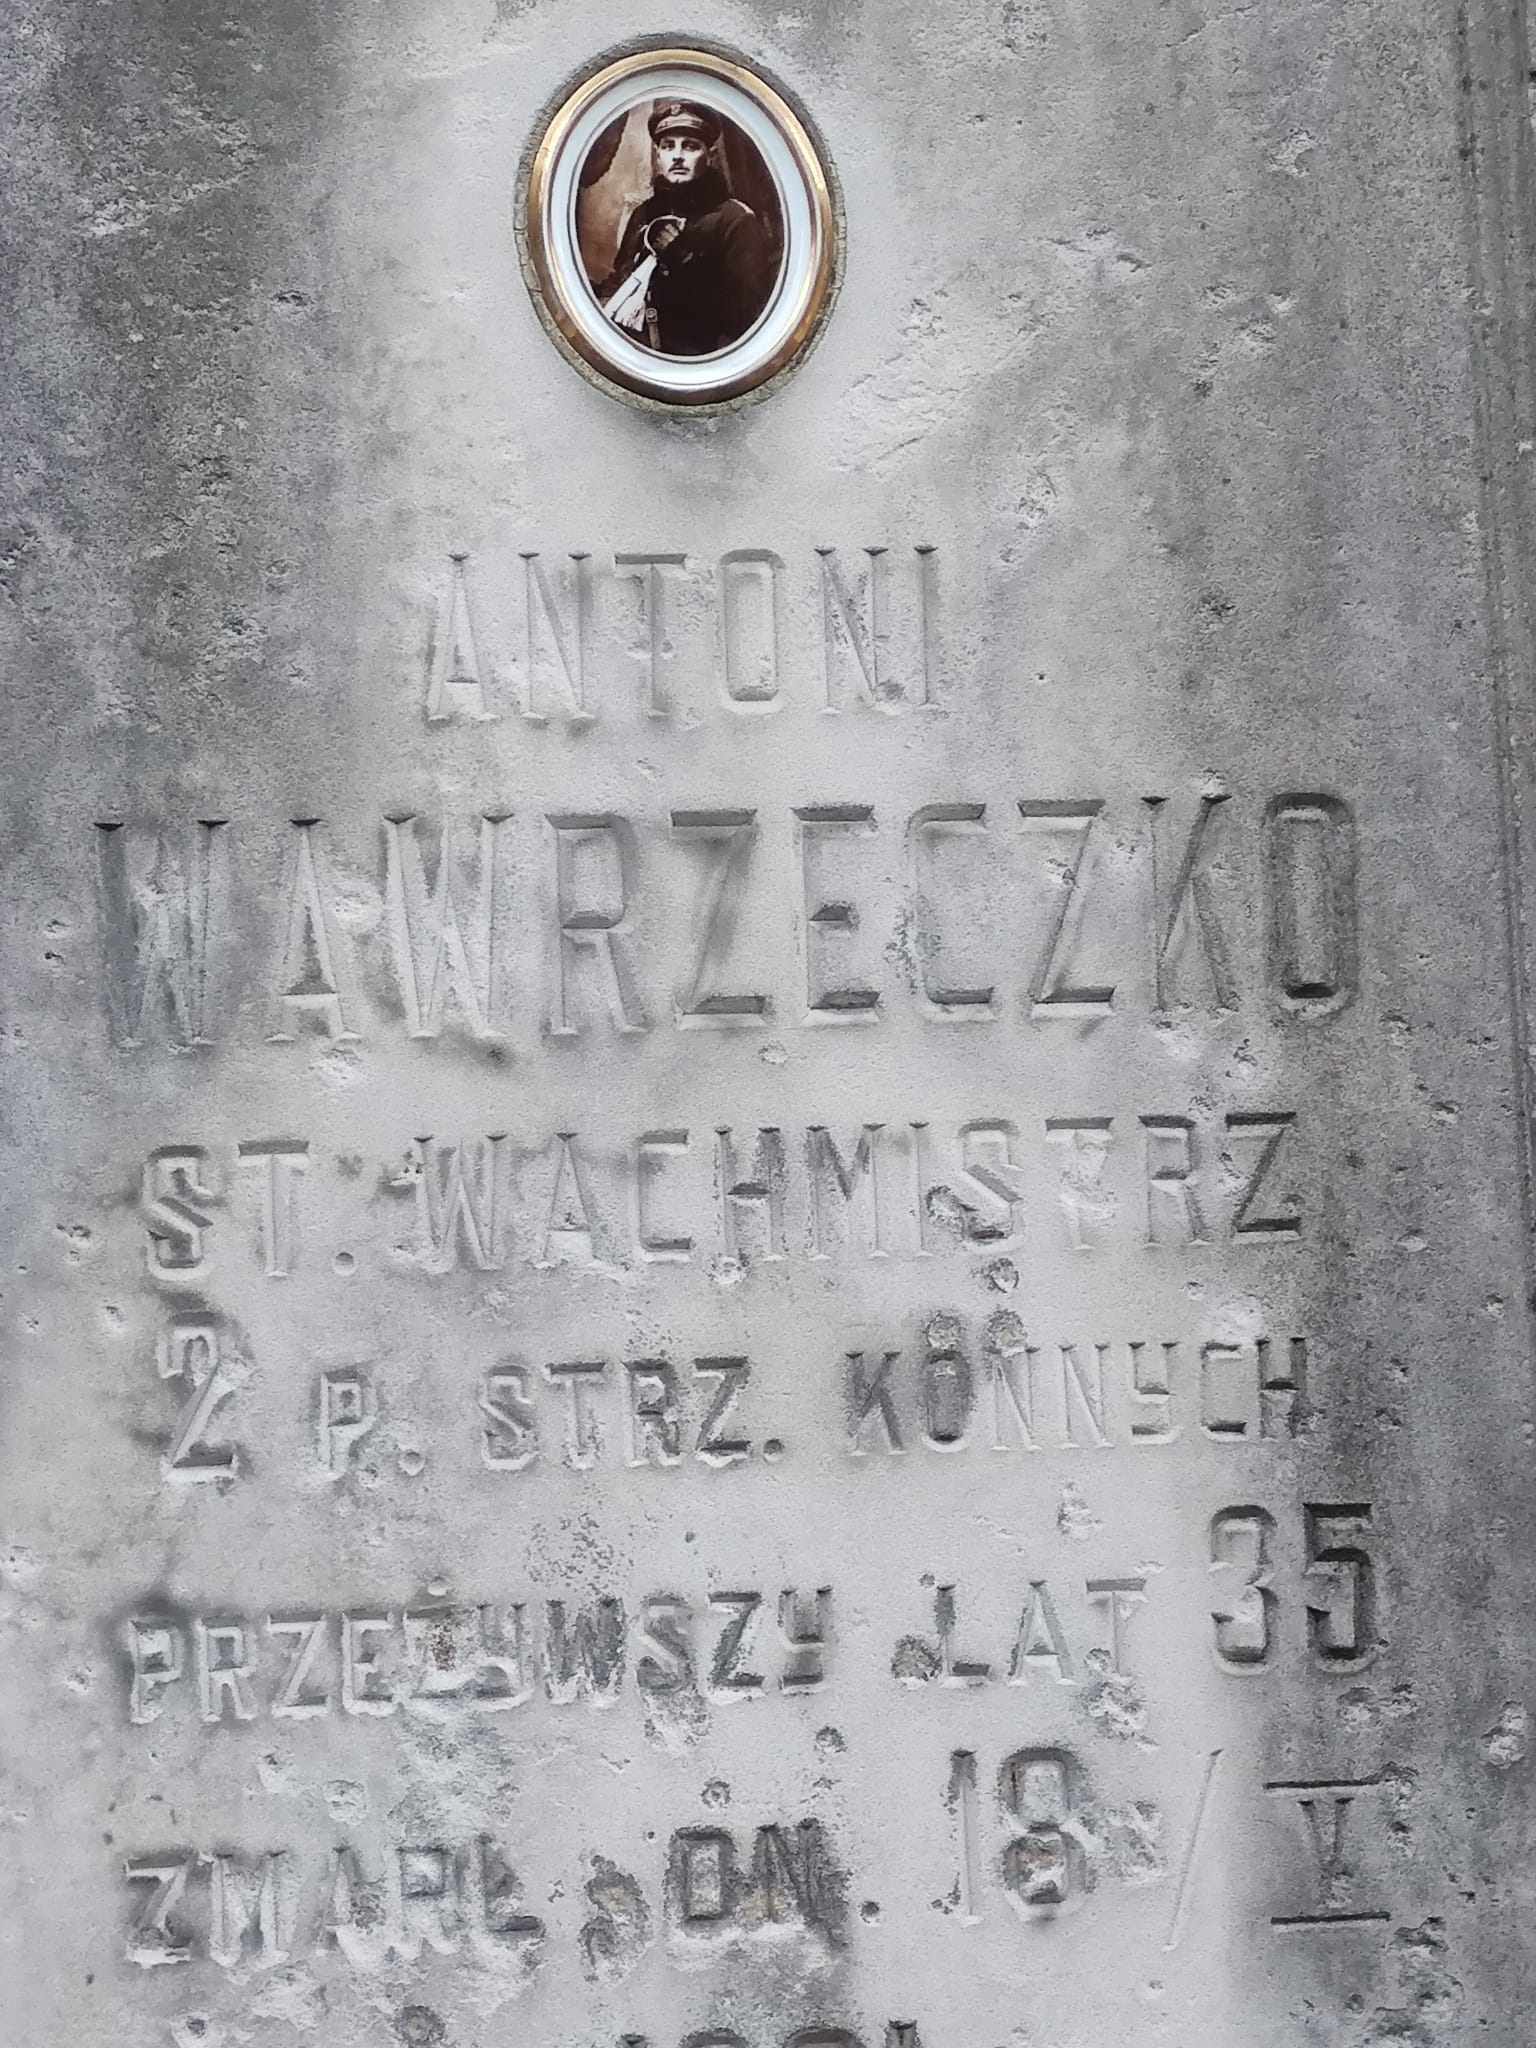 ANTONI
WAWRZECZKO
ST. WACHMISTRZ
2 P. STRZ. KONNYCH
PRZEŻYWSZY LAT 35
ZMARŁ DN. 18/V